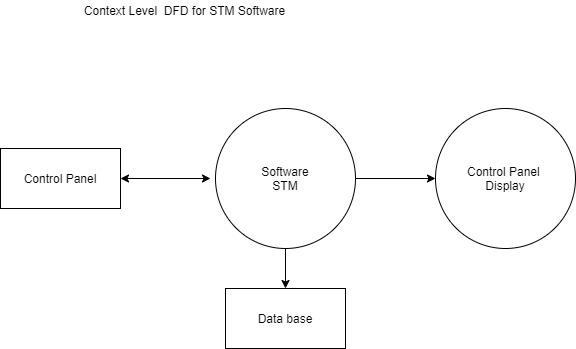 Context Level DFD for STM Software
Control Panel
Software
STM
Control Panel
Display
Data base